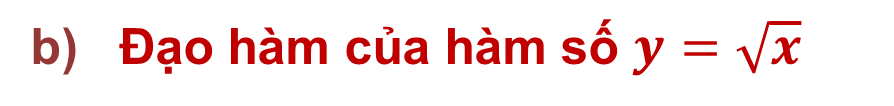 b) Đạo hàm của hàm số y = √x